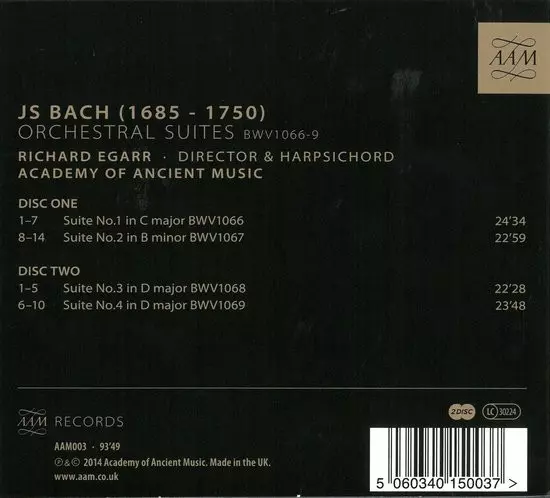 AAM
JS BACH (1685 - 1750)
ORCHESTRAL SUITES BWV1066-9
RICHARD EGARR · DIRECTOR & HARPSICHORD
ACADEMY OF ANCIENT MUSIC
DISC ONE
1–7 Suite No.1 in C major BWV1066 24'34
8–14 Suite No.2 in B minor BWV1067 22'59
DISC TWO
1–5 Suite No.3 in D major BWV1068 22'28
6–10 Suite No.4 in D major BWV1069 23'48
AAM RECORDS
2DISC LC 30224
AAM003 · 93'49
℗ & © 2014 Academy of Ancient Music. Made in the UK.
www.aam.co.uk
5 060340 150037 >